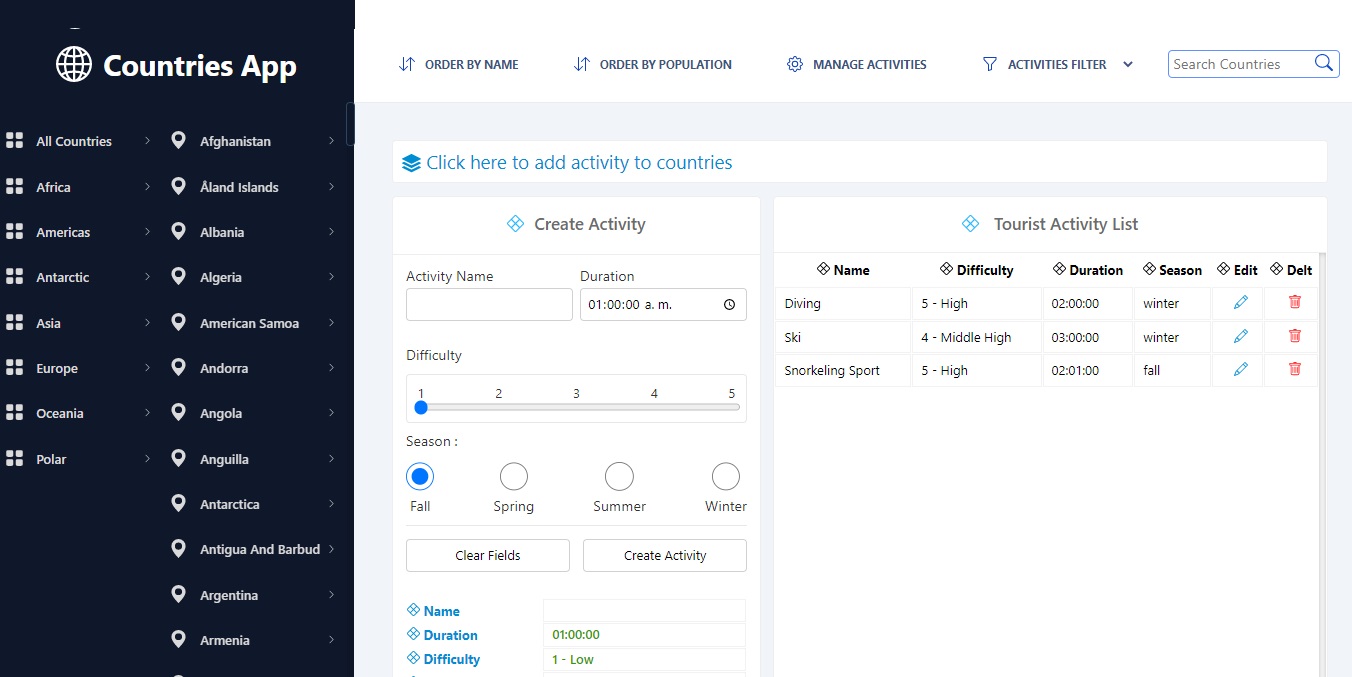 Countries App
ORDER BY NAME
ORDER BY POPULATION
MANAGE ACTIVITIES
ACTIVITIES FILTER
Search Countries
All Countries
Africa
Americas
Antarctic
Asia
Europe
Oceania
Polar
Afghanistan
Åland Islands
Albania
Algeria
American Samoa
Andorra
Angola
Anguilla
Antarctica
Antigua And Barbud
Argentina
Armenia
Click here to add activity to countries
Create Activity
Activity Name
Duration
01:00:00 a. m.
Difficulty
1 2 3 4 5
Season :
Fall Spring Summer Winter
Clear Fields
Create Activity
Name
Duration 01:00:00
Difficulty 1 - Low
Tourist Activity List
Name Difficulty Duration Season Edit Delt
Diving 5 - High 02:00:00 winter
Ski 4 - Middle High 03:00:00 winter
Snorkeling Sport 5 - High 02:01:00 fall